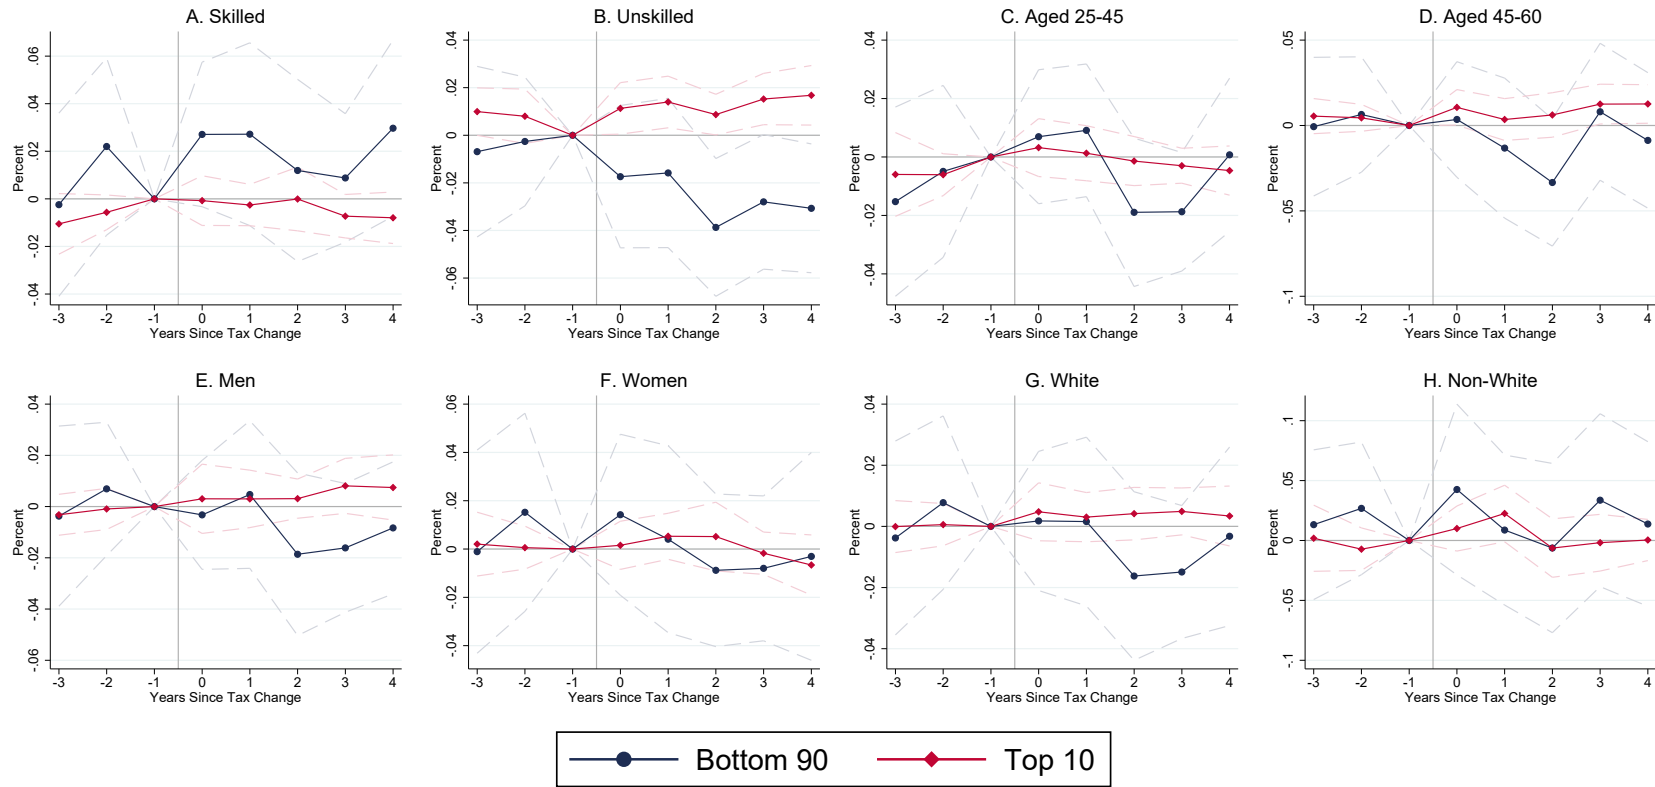 A. Skilled
Percent
.06
.04
.02
0
-.02
-.04
-3 -2 -1 0 1 2 3 4
Years Since Tax Change
B. Unskilled
Percent
.04
.02
0
-.02
-.04
-.06
-3 -2 -1 0 1 2 3 4
Years Since Tax Change
C. Aged 25-45
Percent
.04
.02
0
-.02
-.04
-3 -2 -1 0 1 2 3 4
Years Since Tax Change
D. Aged 45-60
Percent
.05
0
-.05
-.1
-3 -2 -1 0 1 2 3 4
Years Since Tax Change
E. Men
Percent
.04
.02
0
-.02
-.04
-.06
-3 -2 -1 0 1 2 3 4
Years Since Tax Change
F. Women
Percent
.06
.04
.02
0
-.02
-.04
-3 -2 -1 0 1 2 3 4
Years Since Tax Change
G. White
Percent
.04
.02
0
-.02
-.04
-3 -2 -1 0 1 2 3 4
Years Since Tax Change
H. Non-White
Percent
.1
.05
0
-.05
-.1
-3 -2 -1 0 1 2 3 4
Years Since Tax Change
Bottom 90 Top 10